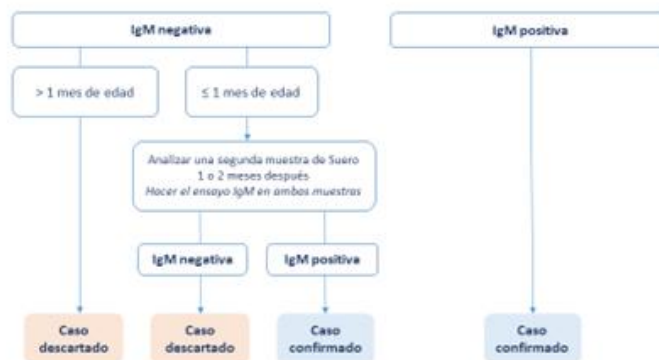 IgM negativa
IgM positiva
> 1 mes de edad
≤ 1 mes de edad
Analizar una segunda muestra de Suero
1 o 2 meses después
Hacer el ensayo IgM en ambas muestras
IgM negativa
IgM positiva
Caso
descartado
Caso
descartado
Caso
confirmado
Caso
confirmado